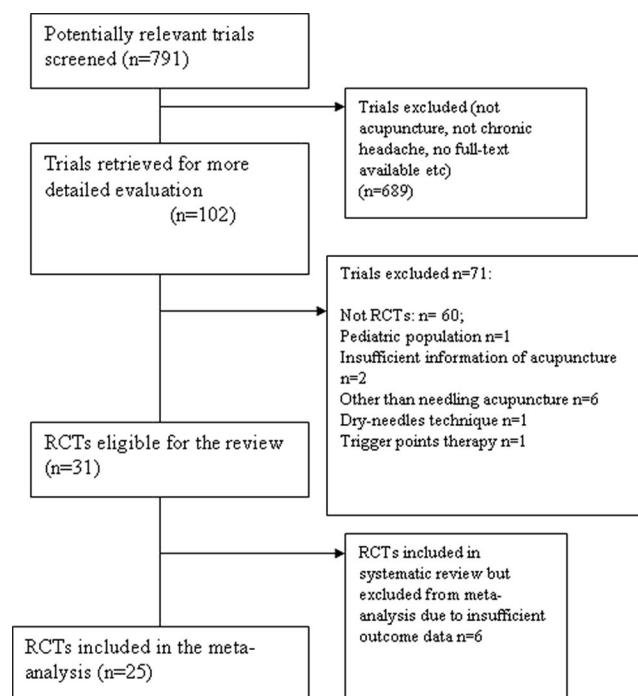 Potentially relevant trials
screened (n=791)
Trials excluded (not
acupuncture, not chronic
headache, no full-text
available etc)
(n=689)
Trials retrieved for more
detailed evaluation
(n=102)
Trials excluded n=71:
Not RCTs: n= 60;
Pediatric population n=1
Insufficient information of acupuncture
n=2
Other than needling acupuncture n=6
Dry-needles technique n=1
Trigger points therapy n=1
RCTs eligible for the review
(n=31)
RCTs included in
systematic review but
excluded from meta-
analysis due to insufficient
outcome data n=6
RCTs included in the meta-
analysis (n=25)